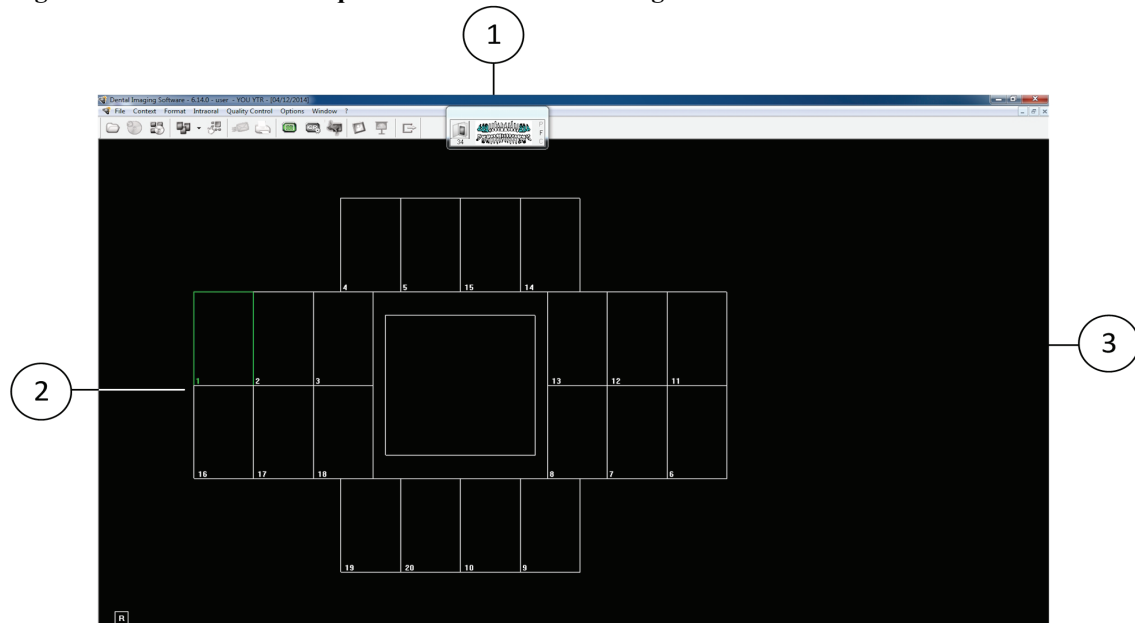 1
Dental Imaging Software - 6.14.0 - user - YOU YTR - [04/12/2014]
File Context Format Intraoral Quality Control Options Window ?
34
P
F
C
4 5 15 14
3
1 2 3 13 12 11
2
16 17 18 8 7 6
19 20 10 9
R